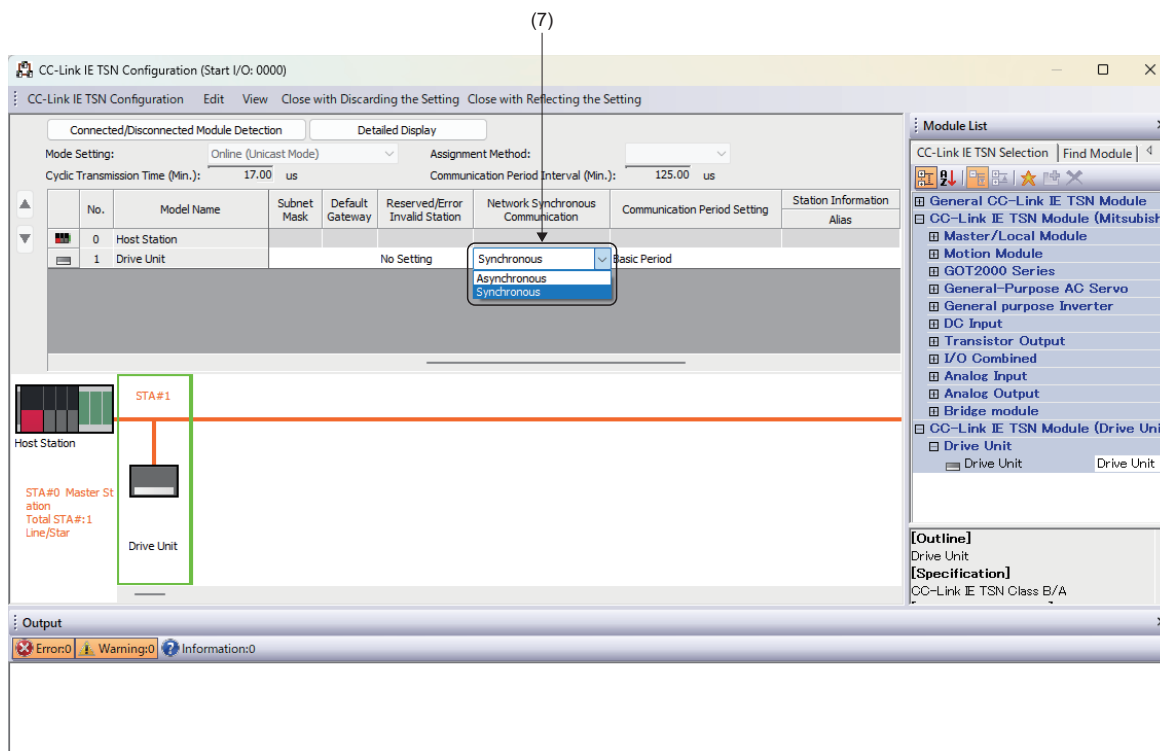 (7)
CC-Link IE TSN Configuration (Start I/O: 0000)
CC-Link IE TSN Configuration Edit View Close with Discarding the Setting Close with Reflecting the Setting
Connected/Disconnected Module Detection Detailed Display
Mode Setting: Online (Unicast Mode) Assignment Method:
Cyclic Transmission Time (Min.): 17.00 us Communication Period Interval (Min.): 125.00 us
No. Model Name Subnet Mask Default Gateway Reserved/Error Invalid Station Network Synchronous Communication Communication Period Setting Station Information
Alias
0 Host Station
1 Drive Unit No Setting Synchronous Basic Period
Asynchronous
Synchronous
STA#1
Host Station
STA#0 Master St
ation
Total STA#:1
Line/Star
Drive Unit
Module List
CC-Link IE TSN Selection Find Module
General CC-Link IE TSN Module
CC-Link IE TSN Module (Mitsubish
Master/Local Module
Motion Module
GOT2000 Series
General-Purpose AC Servo
General purpose Inverter
DC Input
Transistor Output
I/O Combined
Analog Input
Analog Output
Bridge module
CC-Link IE TSN Module (Drive Uni
Drive Unit
Drive Unit Drive Unit
[Outline]
Drive Unit
[Specification]
CC-Link IE TSN Class B/A
Output
Error:0 Warning:0 Information:0